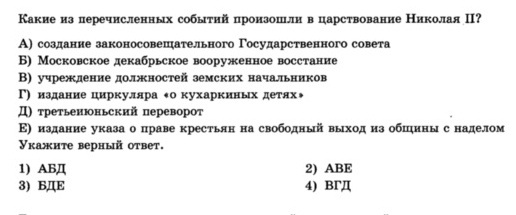 Какие из перечисленных событий произошли в царствование Николая II?
А) создание законосовещательного Государственного совета
Б) Московское декабрьское вооруженное восстание
В) учреждение должностей земских начальников
Г) издание циркуляра «о кухаркиных детях»
Д) третьеиюньский переворот
Е) издание указа о праве крестьян на свободный выход из общины с наделом
Укажите верный ответ.
1) АБД 2) АВЕ
3) БДЕ 4) ВГД